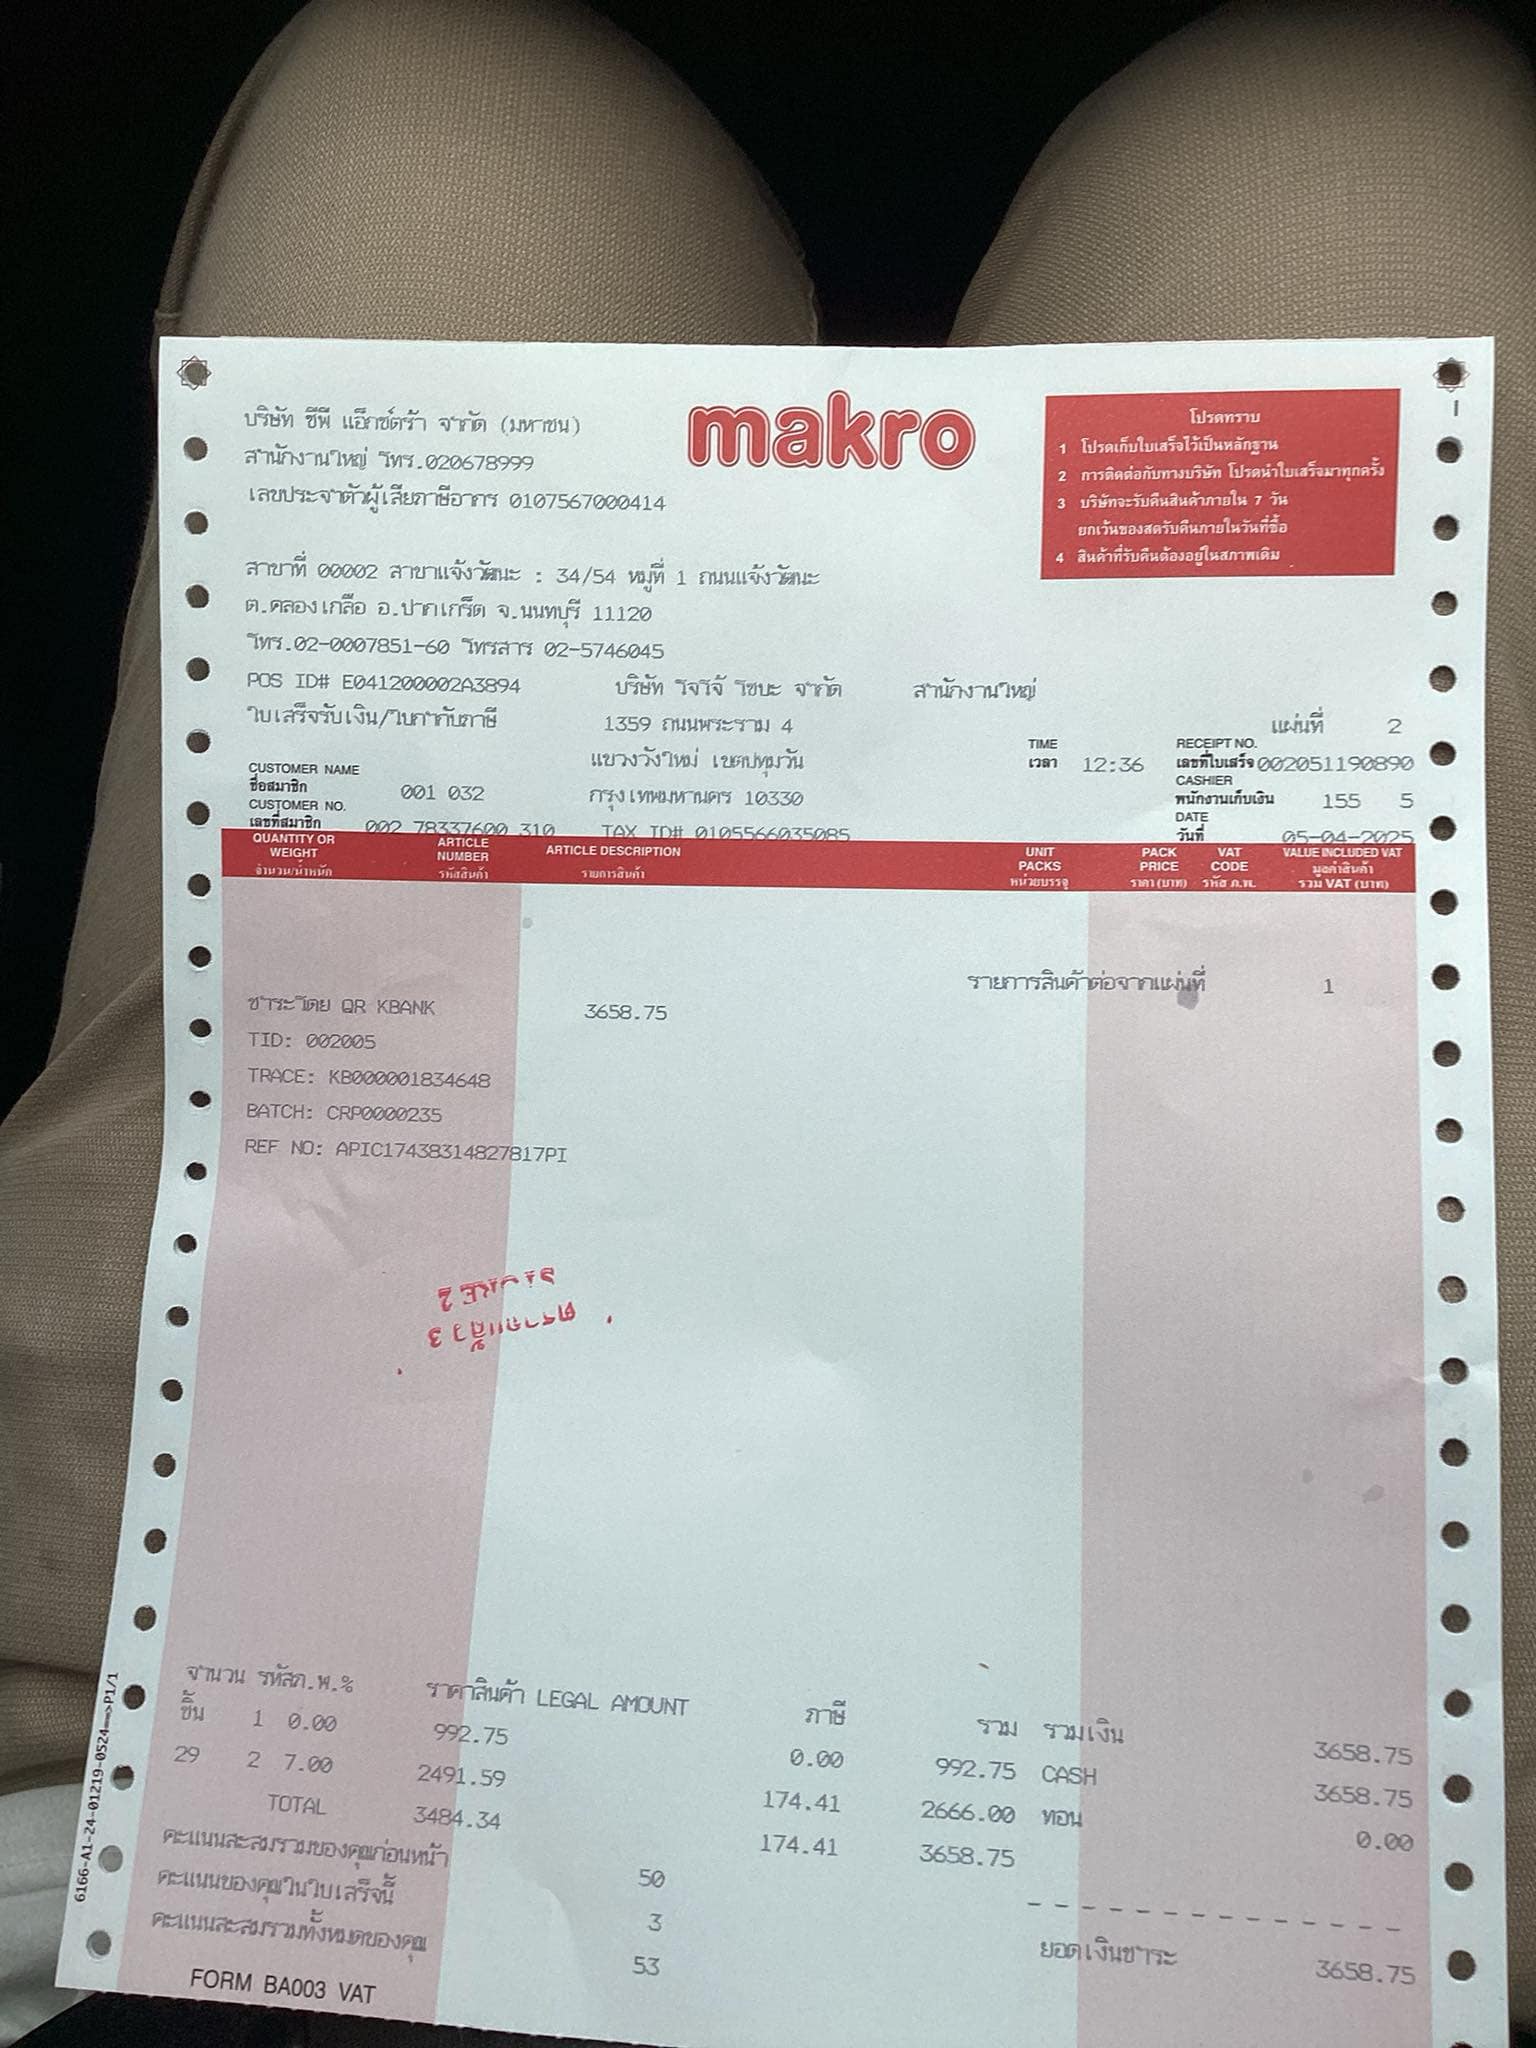 makro
บริษัท ซีพี แอ็กซ์ตร้า จำกัด (มหาชน)
สำนักงานใหญ่ โทร.020678999
เลขประจำตัวผู้เสียภาษีอากร 0107567000414
โปรดทราบ
1 โปรดเก็บใบเสร็จไว้เป็นหลักฐาน
2 การติดต่อกับทางบริษัท โปรดนำใบเสร็จมาทุกครั้ง
3 บริษัทจะรับคืนสินค้าภายใน 7 วัน
ยกเว้นของสดรับคืนภายในวันที่ซื้อ
4 สินค้าที่รับคืนต้องอยู่ในสภาพเดิม
สาขาที่ 00002 สาขาแจ้งวัฒนะ : 34/54 หมู่ที่ 1 ถนนแจ้งวัฒนะ
ต.คลองเกลือ อ.ปากเกร็ด จ.นนทบุรี 11120
โทร.02-0007851-60 โทรสาร 02-5746045
POS ID# E041200002A3894 บริษัท โจโจ้ โซบะ จำกัด สำนักงานใหญ่
ใบเสร็จรับเงิน/ใบกำกับภาษี 1359 ถนนพระราม 4 แผ่นที่ 2
แขวงวังใหม่ เขตปทุมวัน
TIME RECEIPT NO.
เวลา 12:36 เลขที่ใบเสร็จ 002051190890
CUSTOMER NAME
ชื่อสมาชิก 001 032 กรุงเทพมหานคร 10330
CASHIER
พนักงานเก็บเงิน 155 5
CUSTOMER NO.
เลขที่สมาชิก 002 78337600 310 TAX ID# 0105566035085
DATE
วันที่ 05-04-2025
QUANTITY OR WEIGHT ARTICLE NUMBER ARTICLE DESCRIPTION UNIT PACKS PACK PRICE VAT CODE VALUE INCLUDED VAT
จำนวน/น้ำหนัก รหัสสินค้า รายการสินค้า หน่วยบรรจุ ราคา (บาท) รหัส ภ.พ. มูลค่าสินค้า รวม VAT (บาท)
รายการสินค้าต่อจากแผ่นที่ 1
ชำระโดย QR KBANK 3658.75
TID: 002005
TRACE: KB000001834648
BATCH: CRP0000235
REF NO: APIC17438314827817PI
ตรวจแล้ว 3
จำนวน รหัสภ.พ.% ราคาสินค้า LEGAL AMOUNT ภาษี รวม รวมเงิน 3658.75
ชิ้น 1 0.00 992.75 0.00 992.75 CASH 3658.75
29 2 7.00 2491.59 174.41 2666.00 ทอน 0.00
TOTAL 3484.34 174.41 3658.75
คะแนนสะสมรวมของคุณก่อนหน้า 50
คะแนนของคุณในใบเสร็จนี้ 3
คะแนนสะสมรวมทั้งหมดของคุณ 53
ยอดเงินชำระ 3658.75
FORM BA003 VAT
6166-A1-24-01219-0524==>P1/1